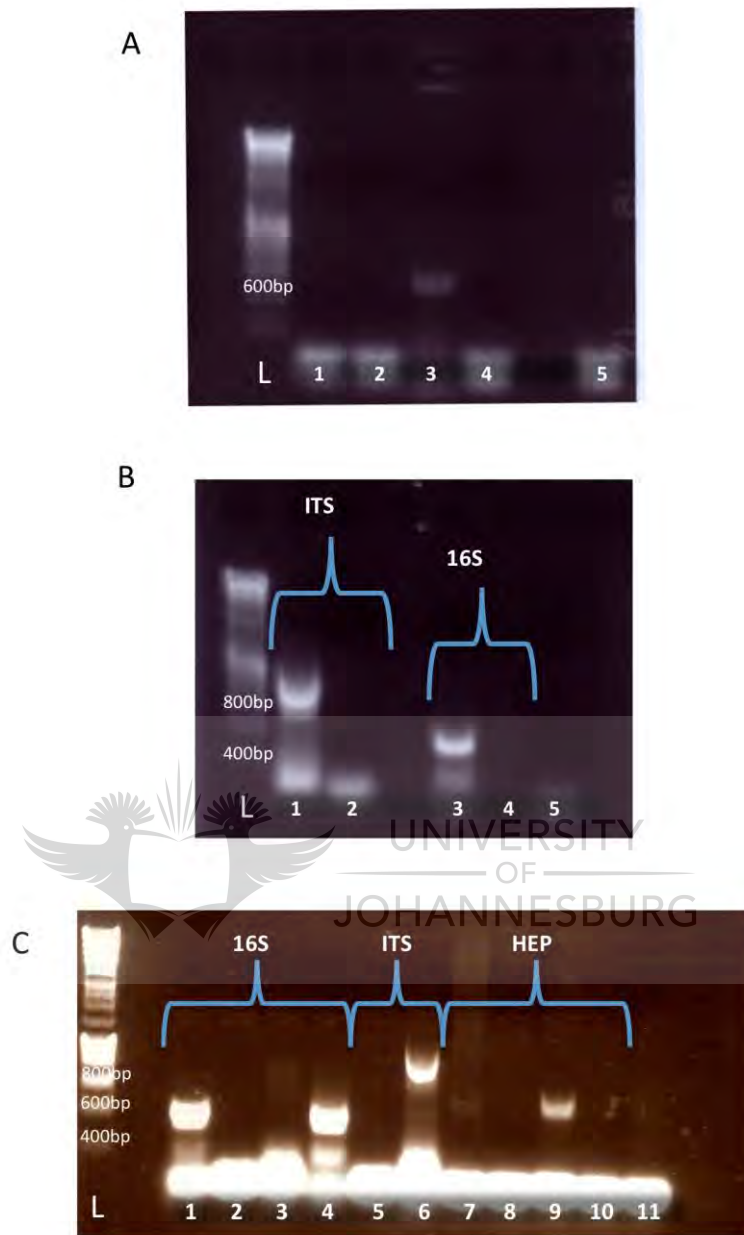 A
600bp
L 1 2 3 4 5
B
ITS
16S
800bp
400bp
L 1 2 3 4 5
UNIVERSITY
OF
JOHANNESBURG
C
16S ITS HEP
800bp
600bp
400bp
L 1 2 3 4 5 6 7 8 9 10 11